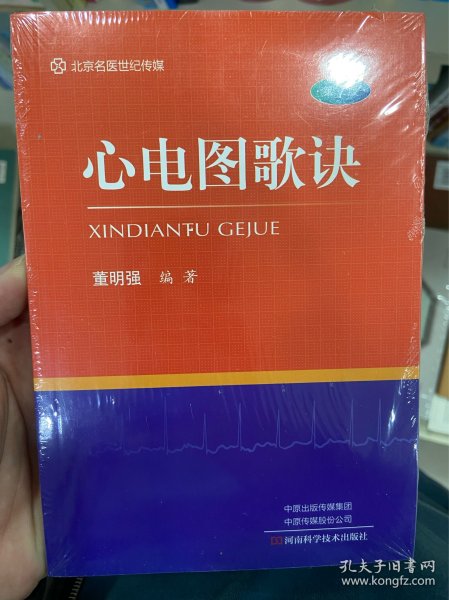 北京名医世纪传媒
心电图歌诀
XINDIANTU GEJUE
董明强 编著
中原出版传媒集团
中原传媒股份公司
河南科学技术出版社
孔夫子旧书网
www.kongfz.com